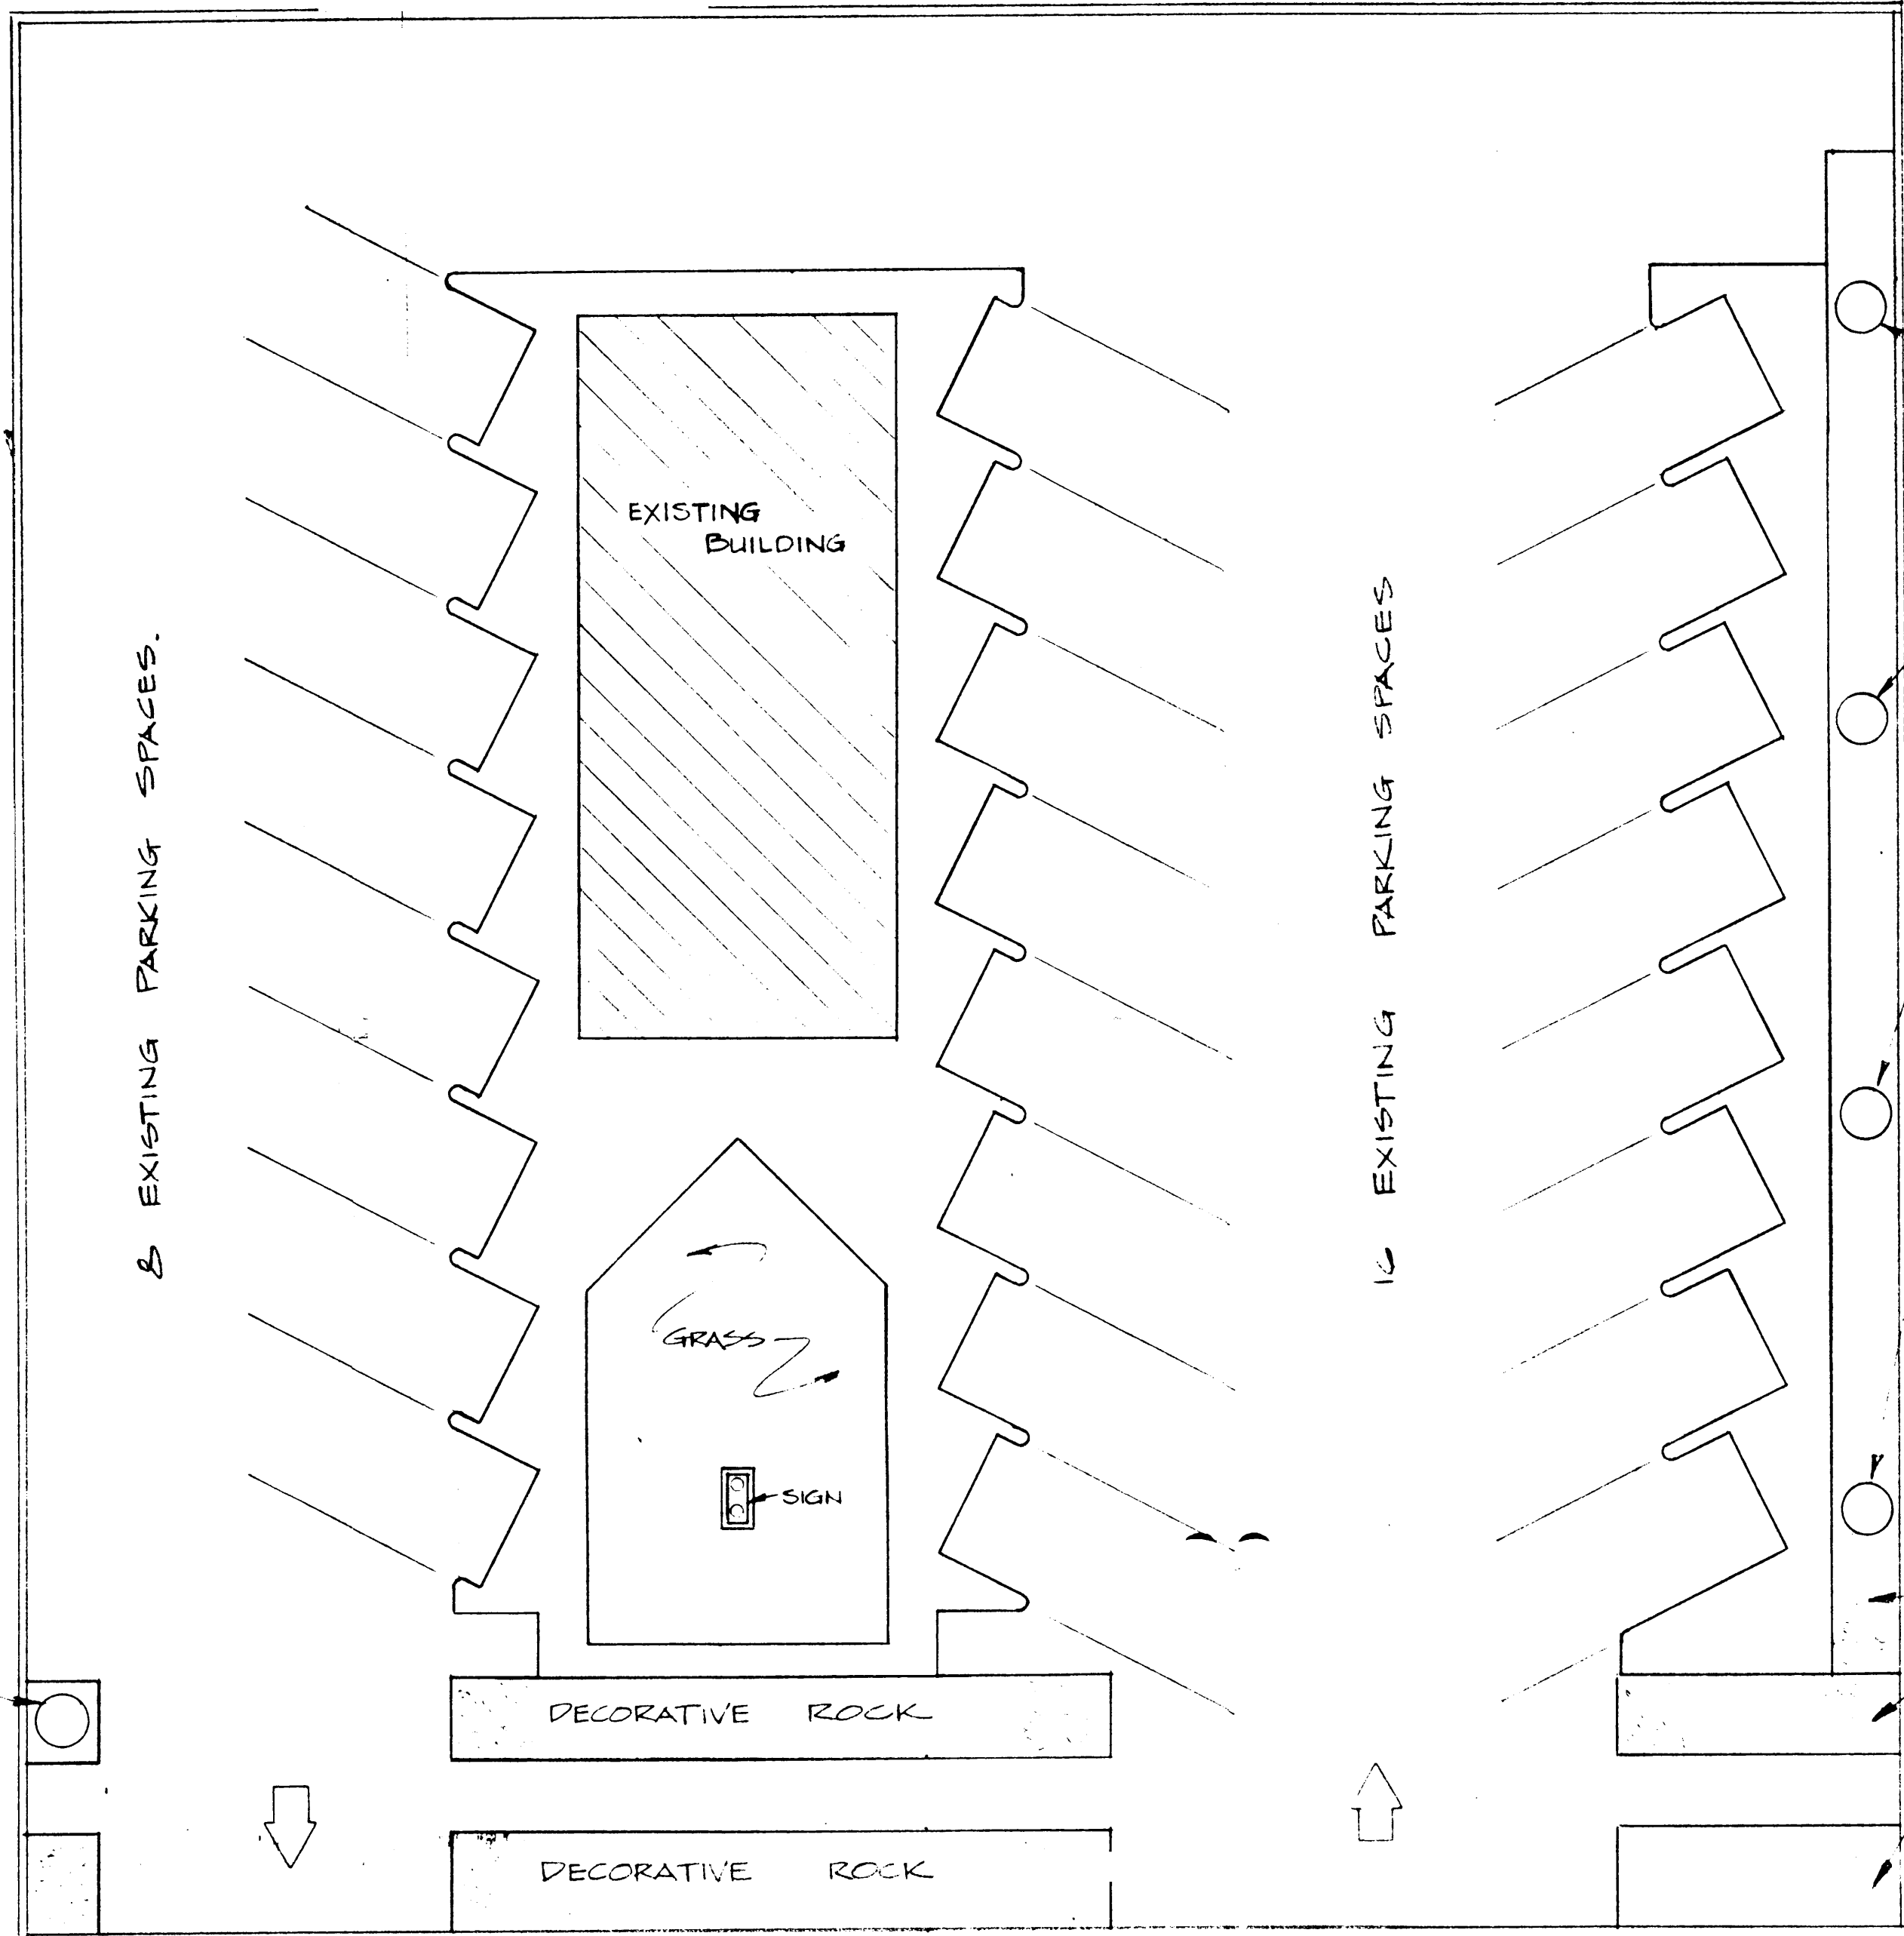 EXISTING
BUILDING
8 EXISTING PARKING SPACES.
16 EXISTING PARKING SPACES
GRASS
SIGN
DECORATIVE ROCK
DECORATIVE ROCK